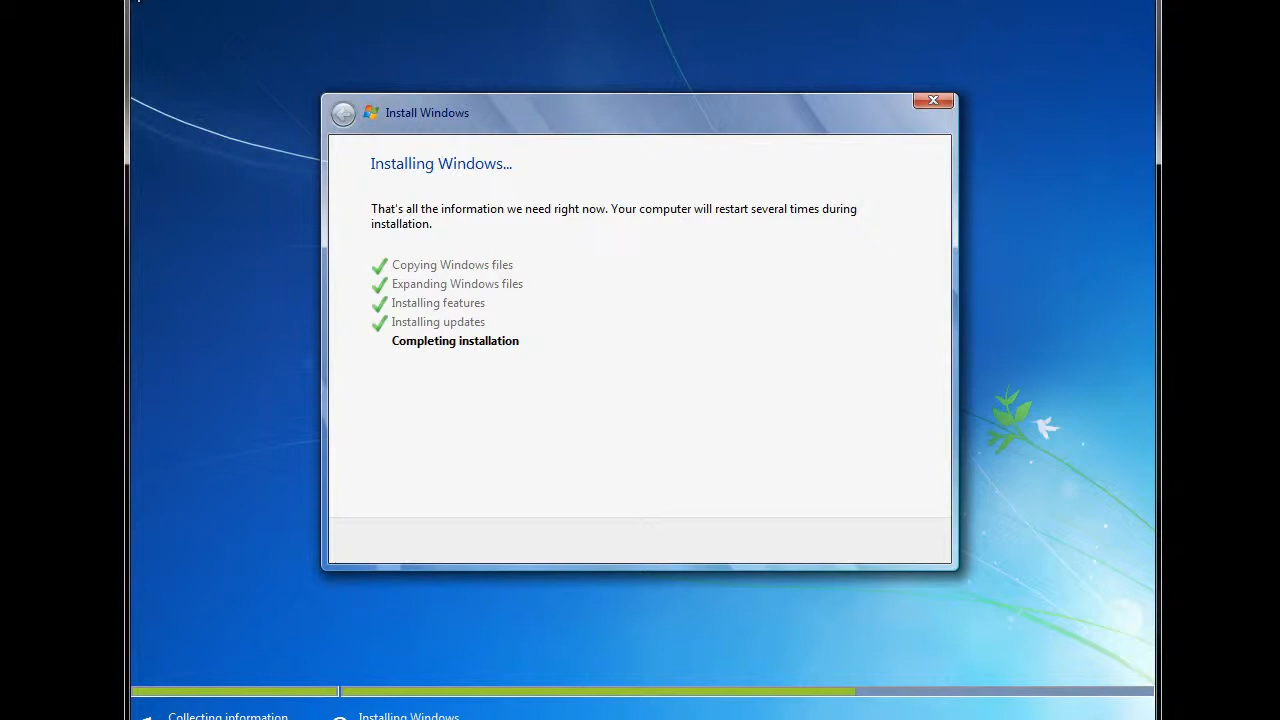 Install Windows
Installing Windows...
That's all the information we need right now. Your computer will restart several times during
installation.
Copying Windows files
Expanding Windows files
Installing features
Installing updates
Completing installation
Collecting information
Installing Windows